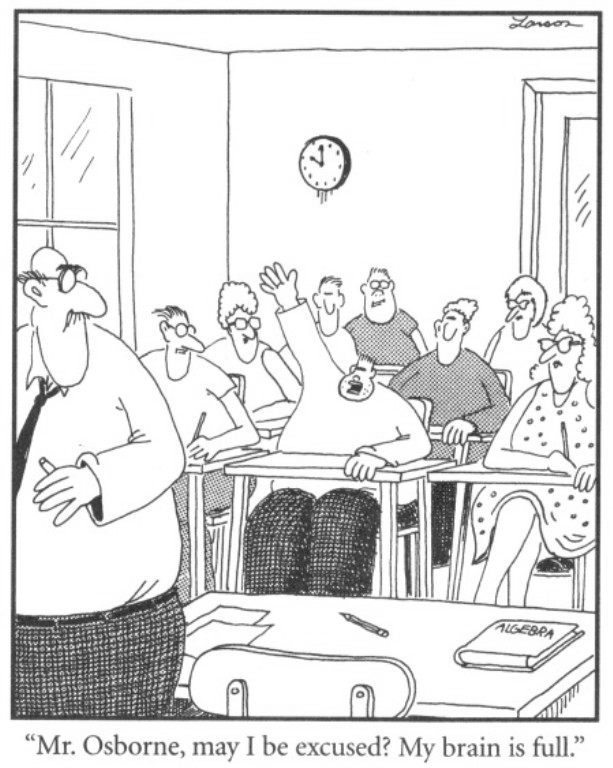 Larson
ALGEBRA
“Mr. Osborne, may I be excused? My brain is full.”